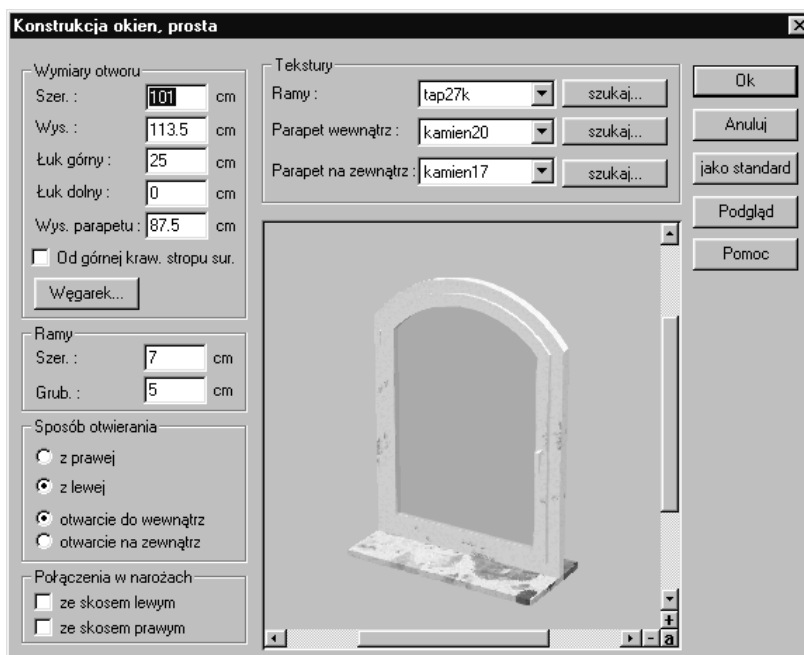 Konstrukcja okien, prosta
Wymiary otworu
Szer. : 101 cm
Wys. : 113.5 cm
Łuk górny : 25 cm
Łuk dolny : 0 cm
Wys. parapetu : 87.5 cm
Od górnej kraw. stropu sur.
Węgarek...
Ramy
Szer. : 7 cm
Grub. : 5 cm
Sposób otwierania
z prawej
z lewej
otwarcie do wewnątrz
otwarcie na zewnątrz
Połączenia w narożach
ze skosem lewym
ze skosem prawym
Tekstury
Ramy : tap27k szukaj...
Parapet wewnątrz : kamien20 szukaj...
Parapet na zewnątrz : kamien17 szukaj...
+
- a
Ok
Anuluj
jako standard
Podgląd
Pomoc